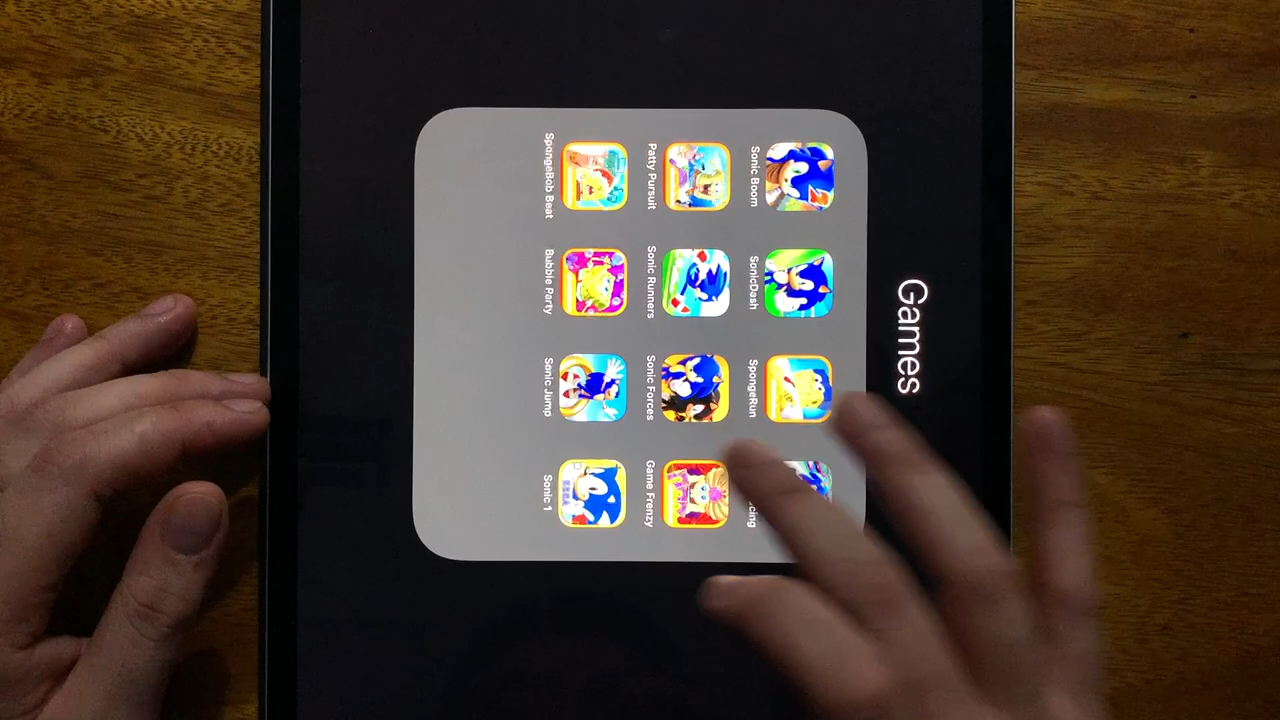 Games
Sonic Boom
SonicDash
SpongeRun
Patty Pursuit
Sonic Runners
Sonic Forces
Game Frenzy
SpongeBob Beat
Bubble Party
Sonic Jump
Sonic 1
SEGA